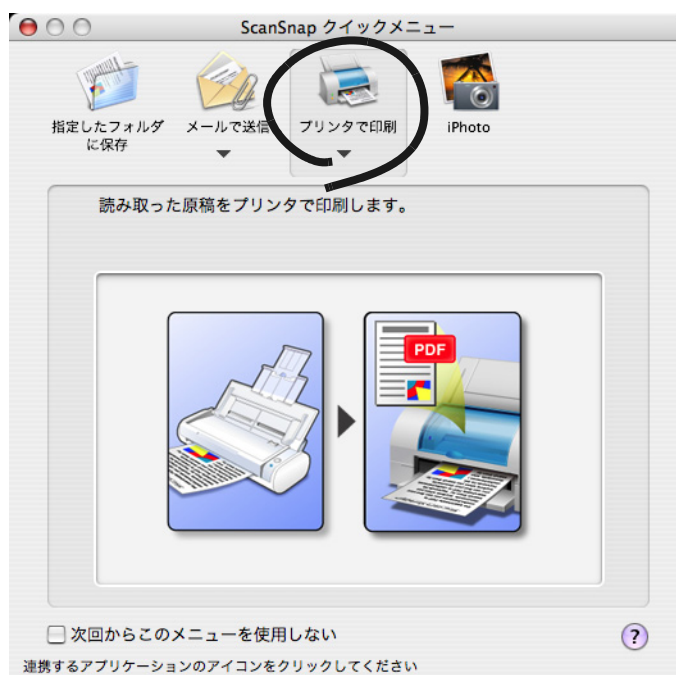 ScanSnap クイックメニュー
指定したフォルダ
に保存
メールで送信
プリンタで印刷
iPhoto
読み取った原稿をプリンタで印刷します。
PDF
次回からこのメニューを使用しない
?
連携するアプリケーションのアイコンをクリックしてください